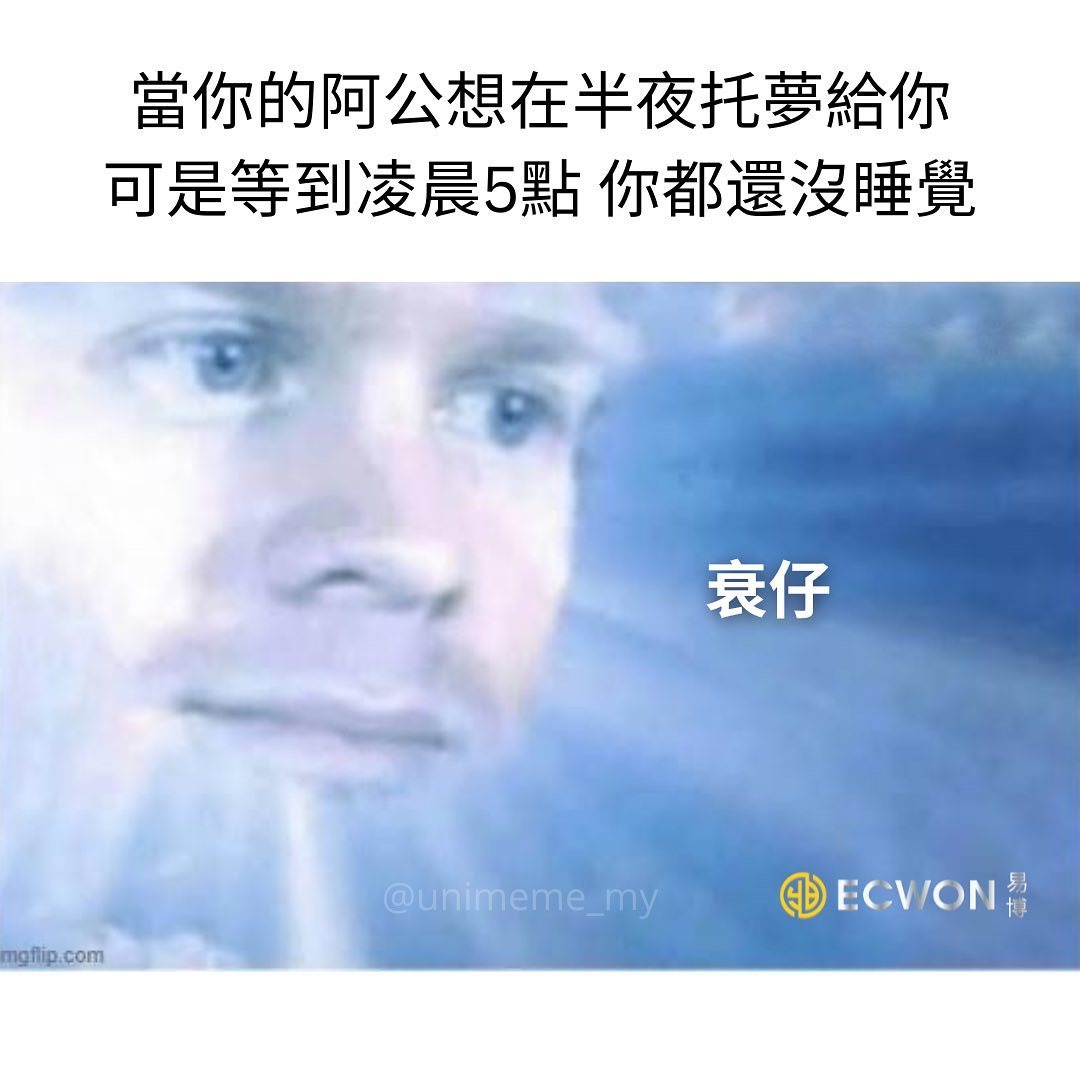 當你的阿公想在半夜托夢給你
可是等到凌晨5點 你都還沒睡覺
衰仔
@unimeme_my
ECWON 易博
mgflip.com